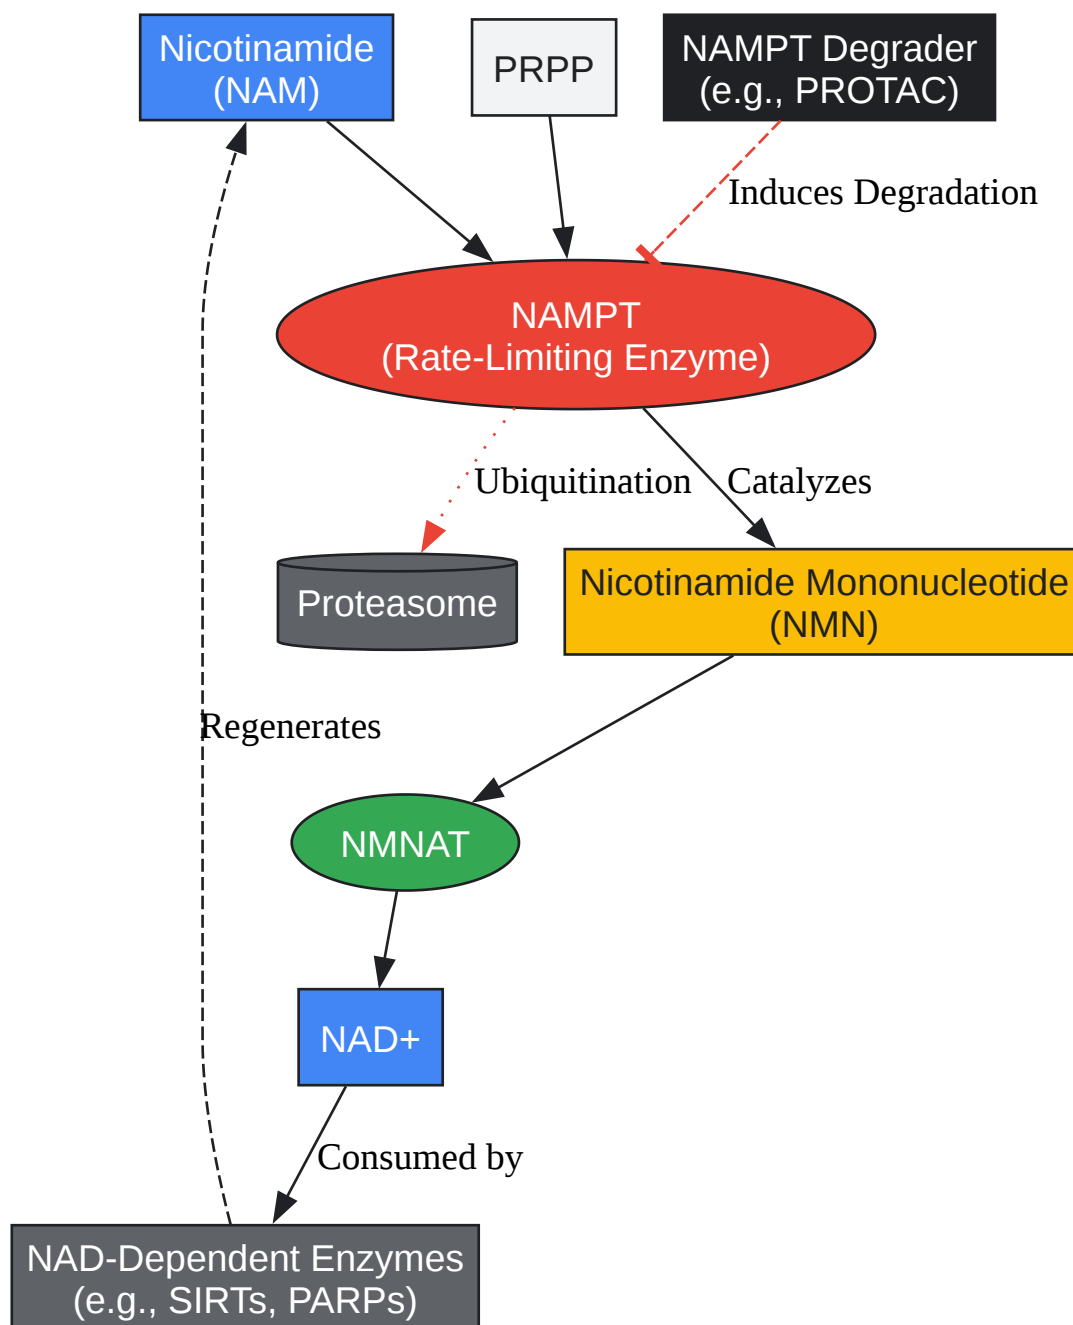 Nicotinamide
(NAM)
PRPP
NAMPT Degrader
(e.g., PROTAC)
Induces Degradation
NAMPT
(Rate-Limiting Enzyme)
Ubiquitination
Catalyzes
Proteasome
Nicotinamide Mononucleotide
(NMN)
Regenerates
NMNAT
NAD+
Consumed by
NAD-Dependent Enzymes
(e.g., SIRTs, PARPs)